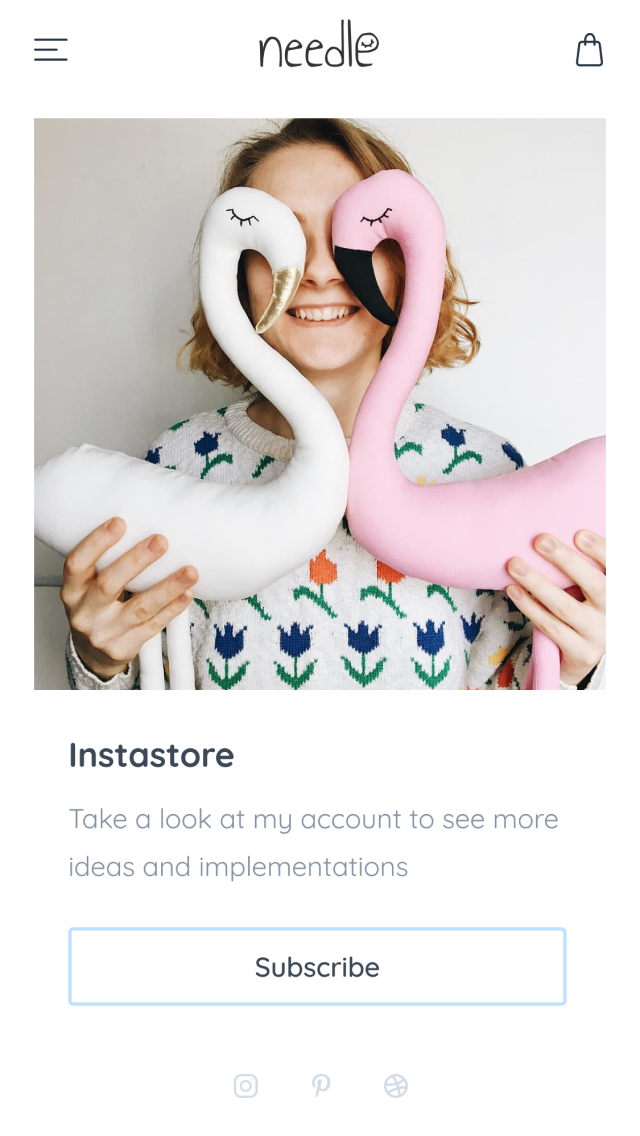 needle
Instastore
Take a look at my account to see more
ideas and implementations
Subscribe